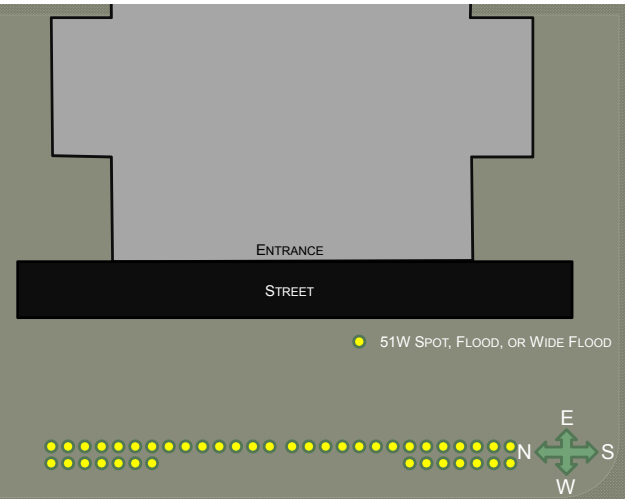 ENTRANCE
STREET
51W SPOT, FLOOD, OR WIDE FLOOD
E
N S
W